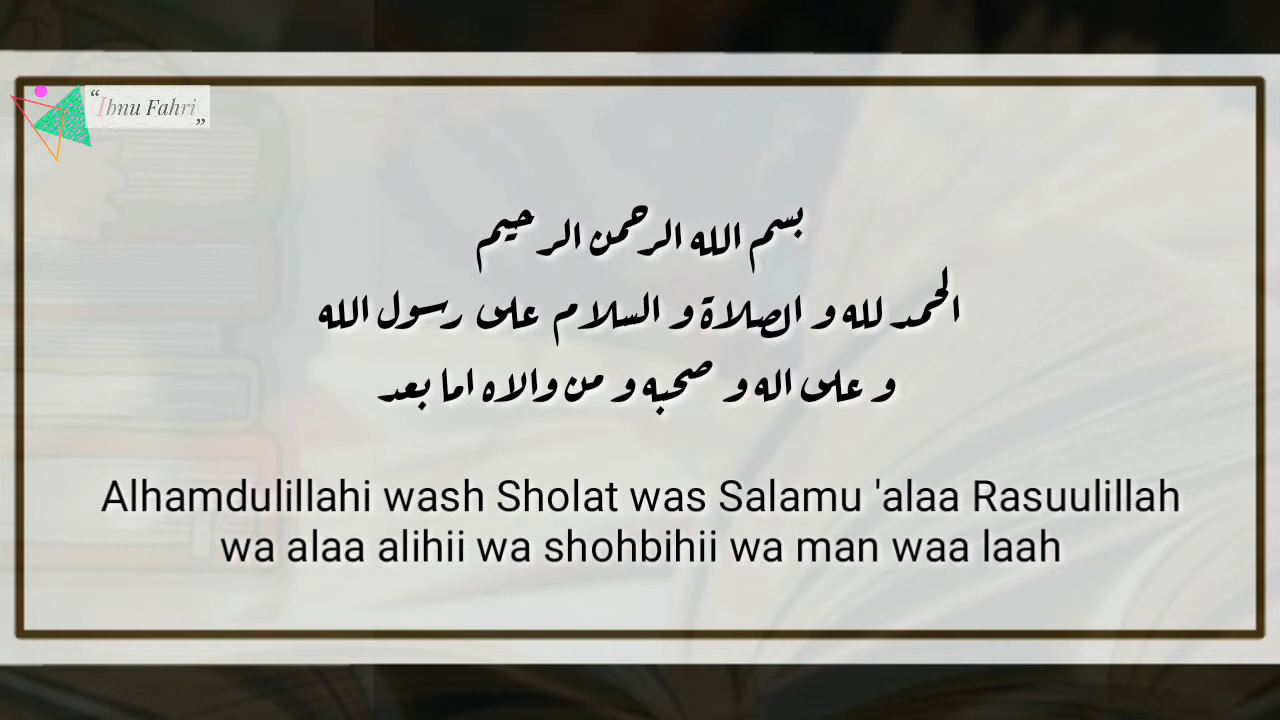 “Ibnu Fahri„
بسم الله الرحمن الرحيم
الحمد لله و الصلاة و السلام على رسول الله
و على اله و صحبه و من والاه اما بعد
Alhamdulillahi wash Sholat was Salamu 'alaa Rasuulillah
wa alaa alihii wa shohbihii wa man waa laah